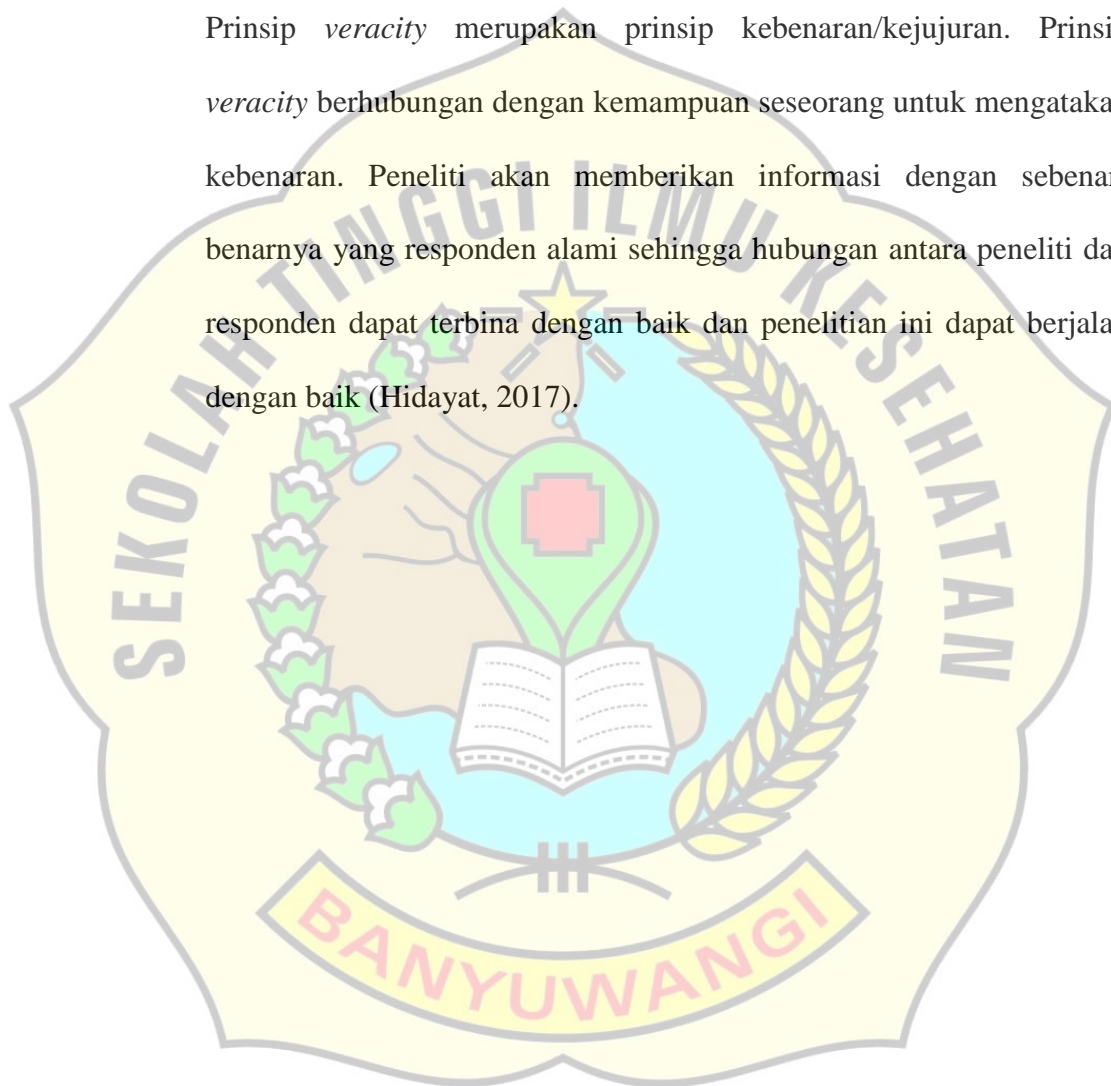 Prinsip veracity merupakan prinsip kebenaran/kejujuran. Prinsi
veracity berhubungan dengan kemampuan seseorang untuk mengataka
kebenaran. Peneliti akan memberikan informasi dengan sebenar
benarnya yang responden alami sehingga hubungan antara peneliti da
responden dapat terbina dengan baik dan penelitian ini dapat berjala
dengan baik (Hidayat, 2017).
SEKOLAH TINGGI ILMU KESEHATAN
BANYUWANGI